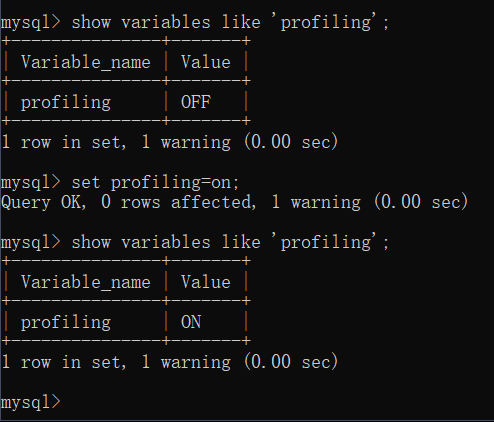 mysql> show variables like 'profiling';
+---------------+-------+
| Variable_name | Value |
+---------------+-------+
| profiling     | OFF   |
+---------------+-------+
1 row in set, 1 warning (0.00 sec)
mysql> set profiling=on;
Query OK, 0 rows affected, 1 warning (0.00 sec)
mysql> show variables like 'profiling';
+---------------+-------+
| Variable_name | Value |
+---------------+-------+
| profiling     | ON    |
+---------------+-------+
1 row in set, 1 warning (0.00 sec)
mysql>